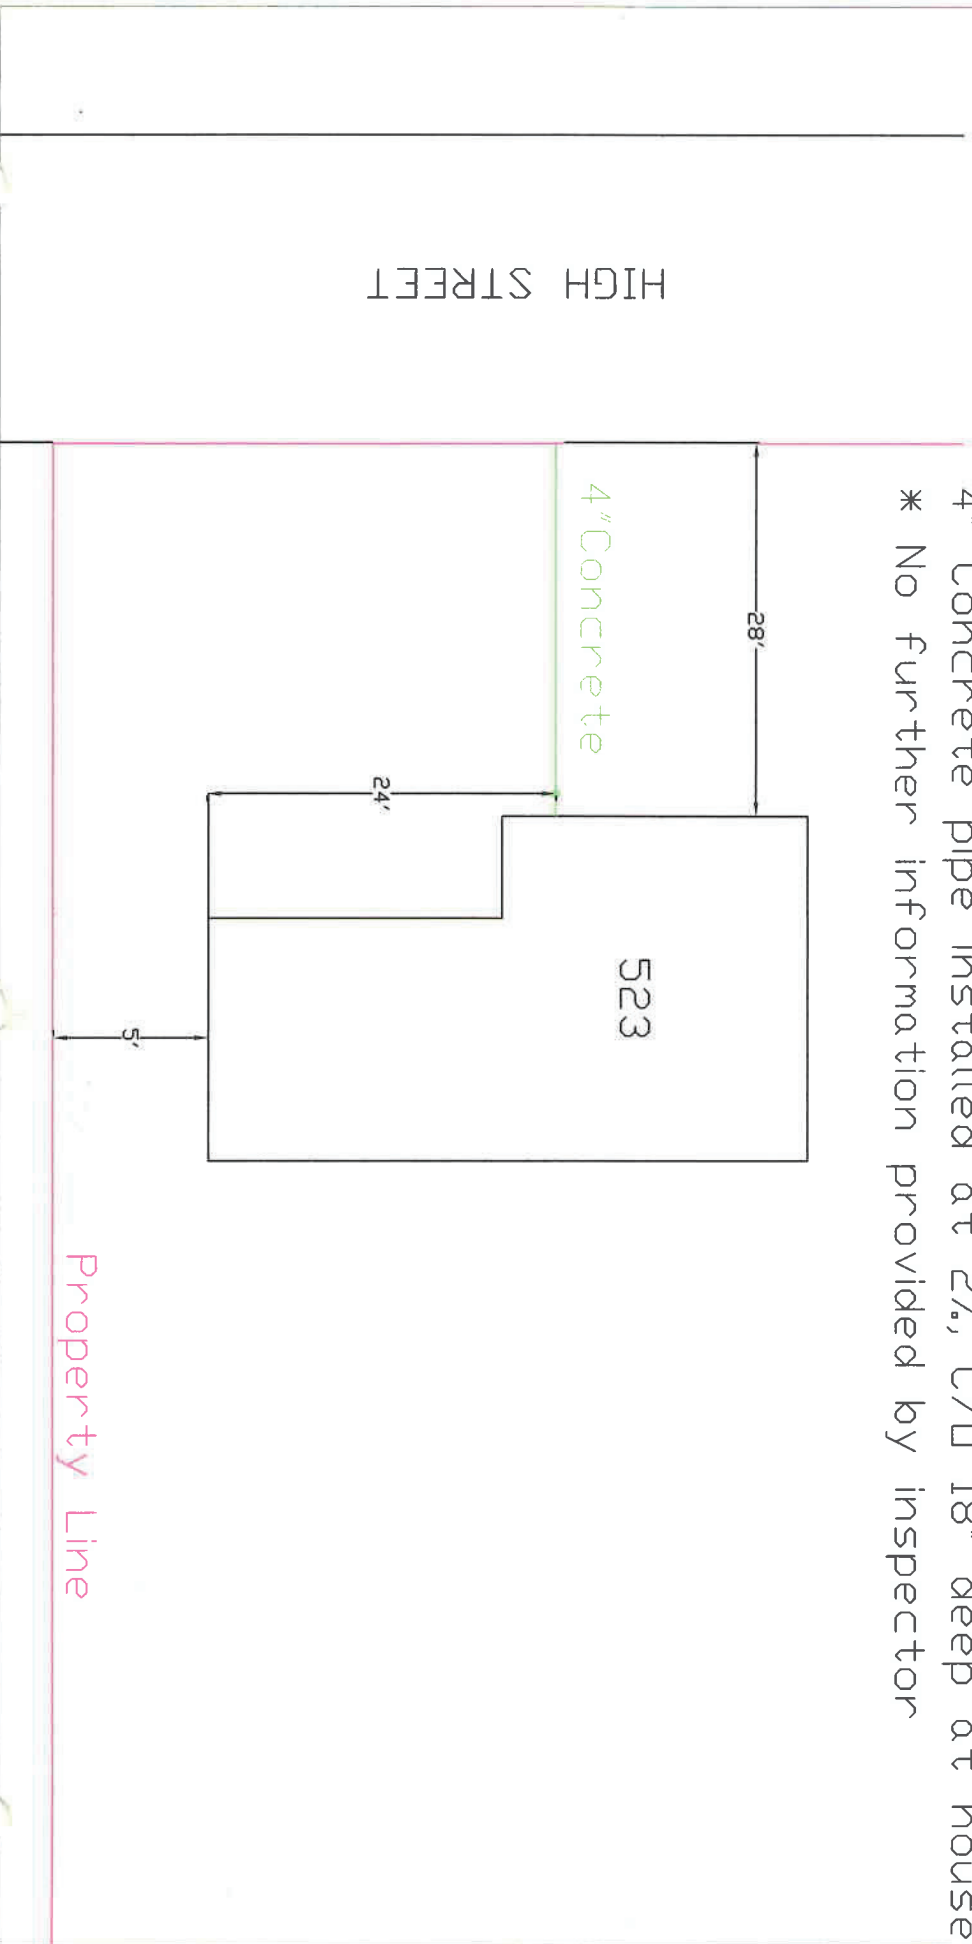 4" Concrete pipe installed at 2%, C/O 18" deep at house
* No further information provided by inspector
28'
4"Concrete
523
24'
5'
Property Line
HIGH STREET